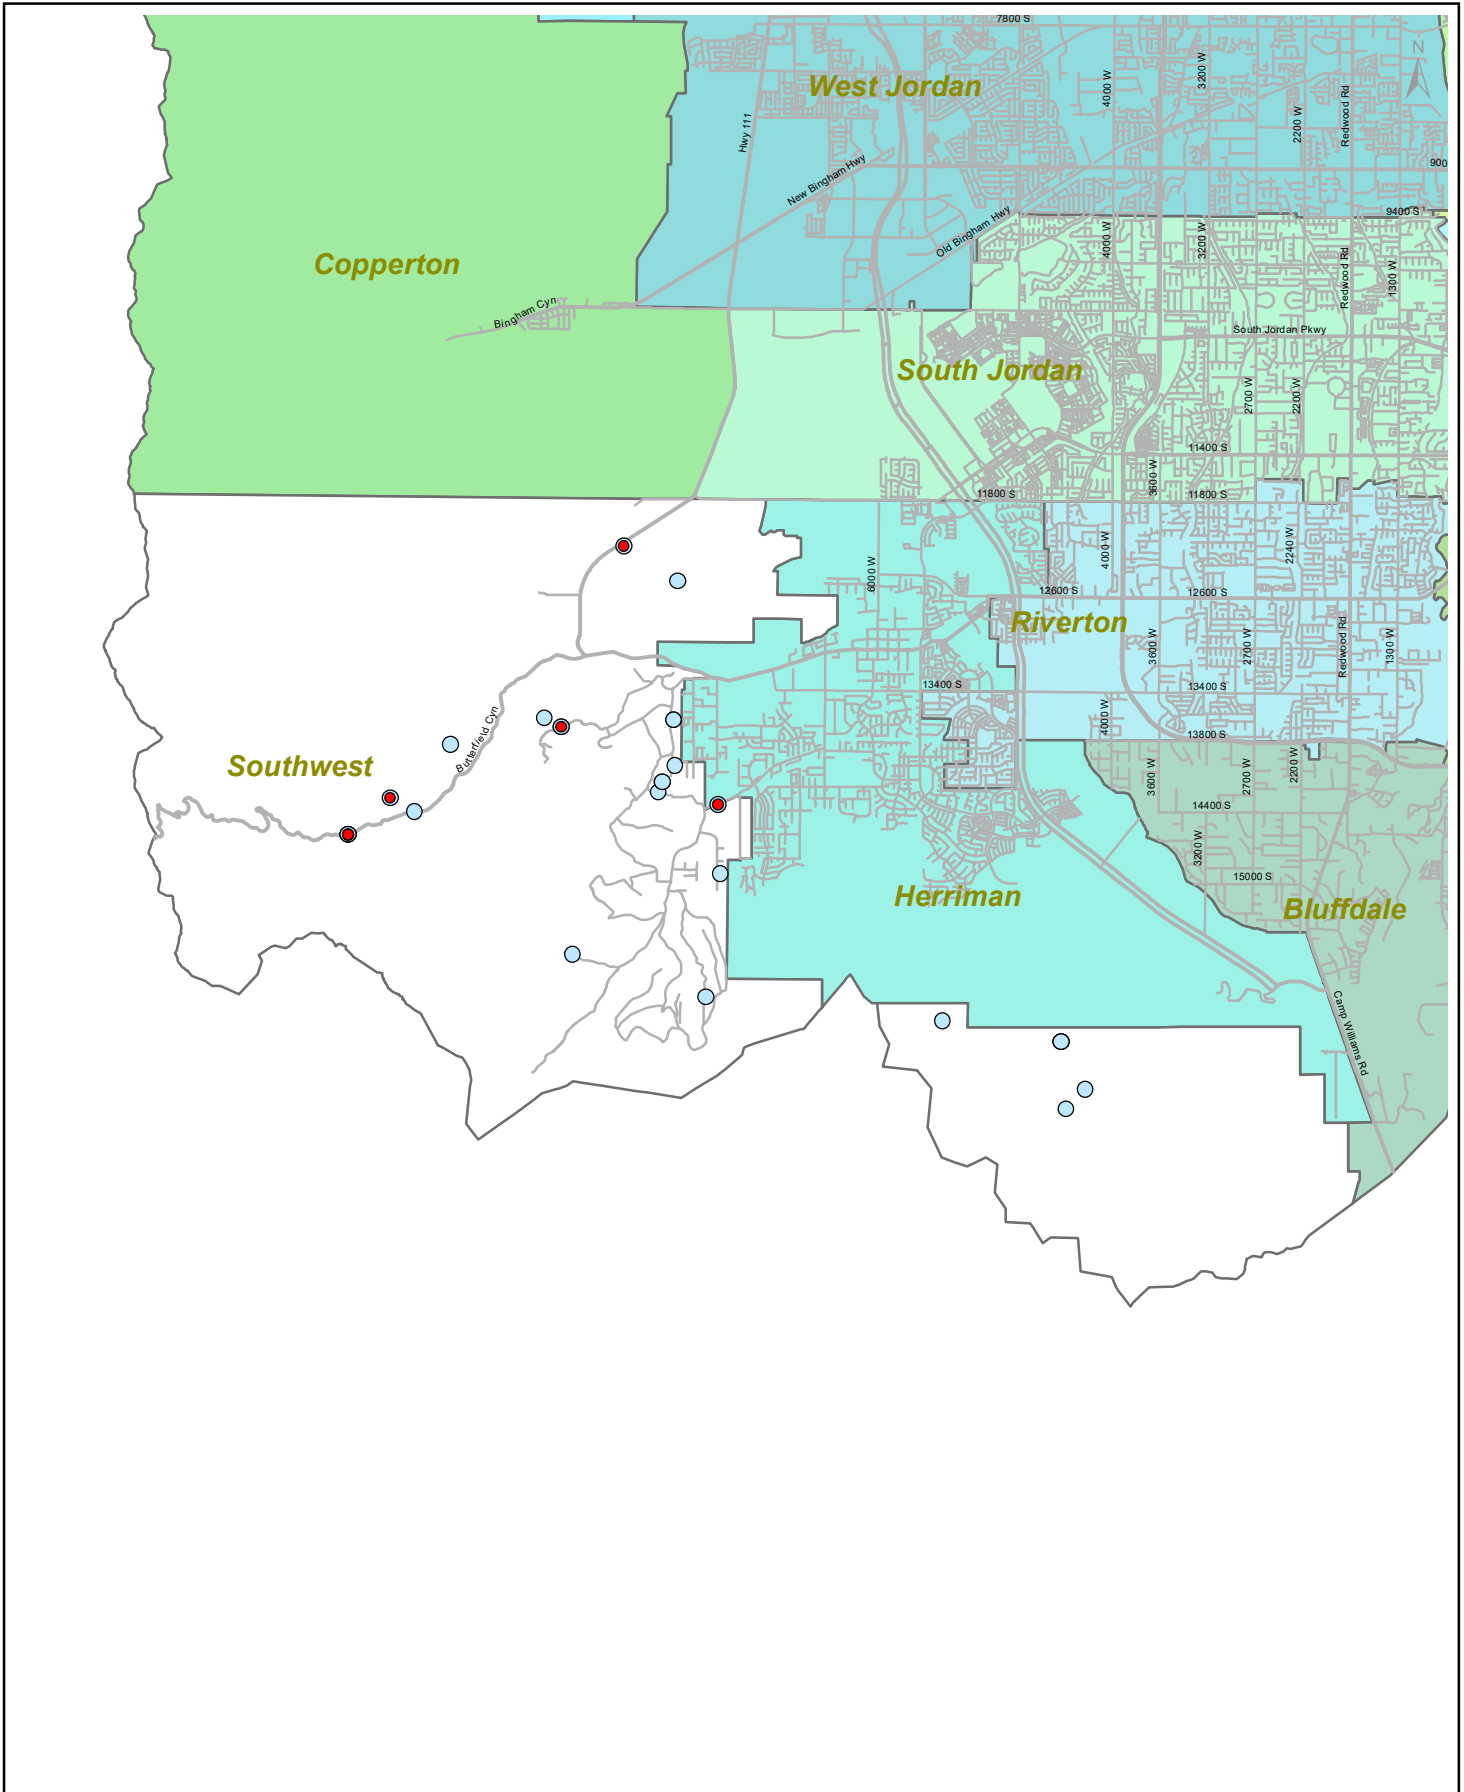 7800 S
N
West Jordan
4000 W
3200 W
2200 W
Redwood Rd
Hwy 111
New Bingham Hwy
900
Old Bingham Hwy
9400 S
4000 W
3200 W
Redwood Rd
1300 W
Copperton
Bingham Cyn
South Jordan Pkwy
South Jordan
2700 W
2200 W
11400 S
3600 W
11800 S
11800 S
6000 W
4000 W
2240 W
12600 S
12600 S
Riverton
3600 W
2700 W
Redwood Rd
1300 W
13400 S
13400 S
4000 W
13800 S
Butterfield Cyn
Southwest
3600 W
2700 W
2200 W
14400 S
3200 W
15000 S
Herriman
Bluffdale
Camp Williams Rd